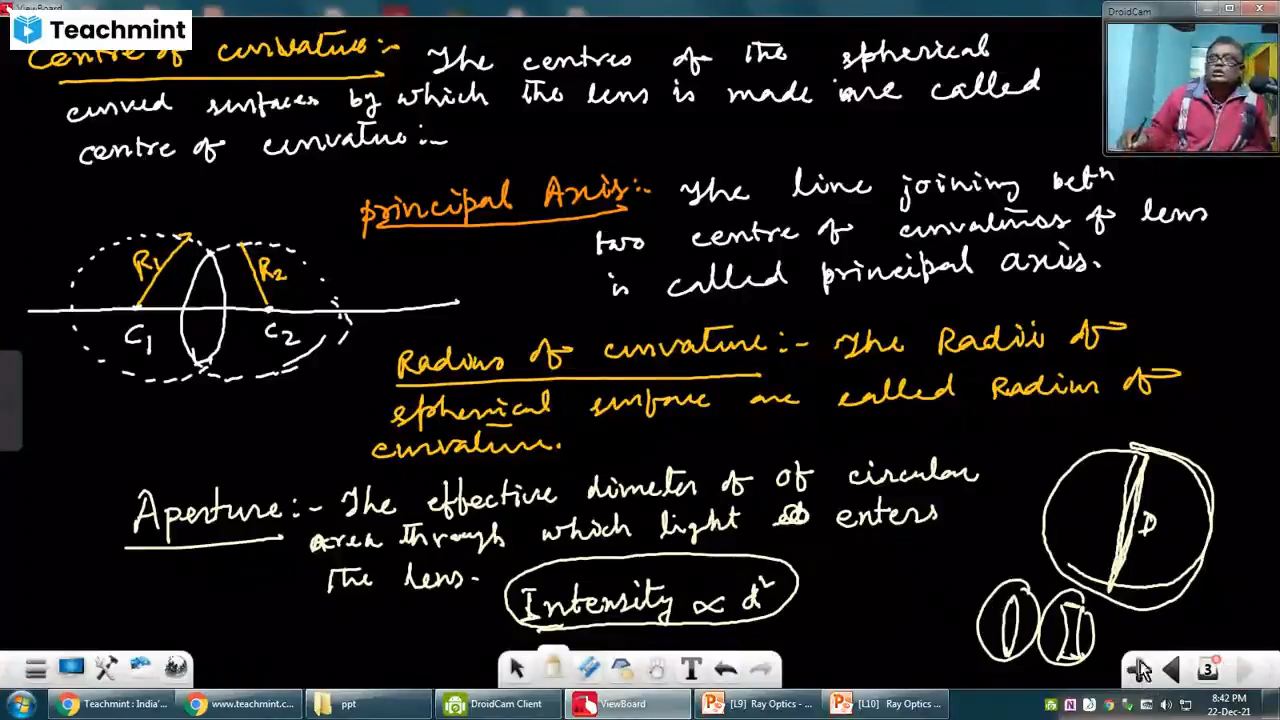 ViewBoard
Teachmint
DroidCam
Centre of curvature:- The centres of the spherical
curved surfaces by which the lens is made are called
centre of curvature:-
principal Axis:- The line joining betn
two centre of curvatures of lens
is called principal axis.
R1 R2
C1 C2
Radius of curvature:- The Radii of
spherical surface are called Radius of
curvature.
Aperture:- The effective dimeter of of circular
area through which light enters
the lens.
D
Intensity ∝ d²
T
3
Teachmint : India'...
www.teachmint.c...
ppt
DroidCam Client
ViewBoard
[L9] Ray Optics - ...
[L10] Ray Optics ...
8:42 PM
22-Dec-21